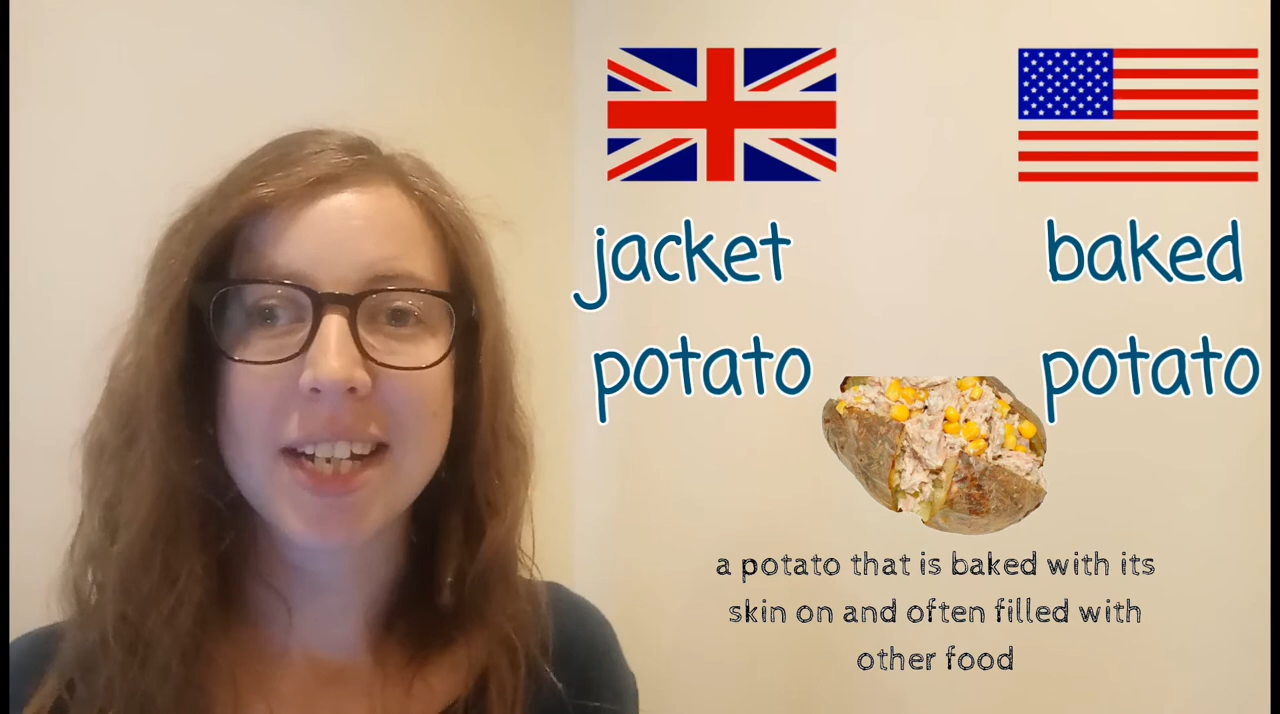 jacket
potato
baked
potato
a potato that is baked with its
skin on and often filled with
other food